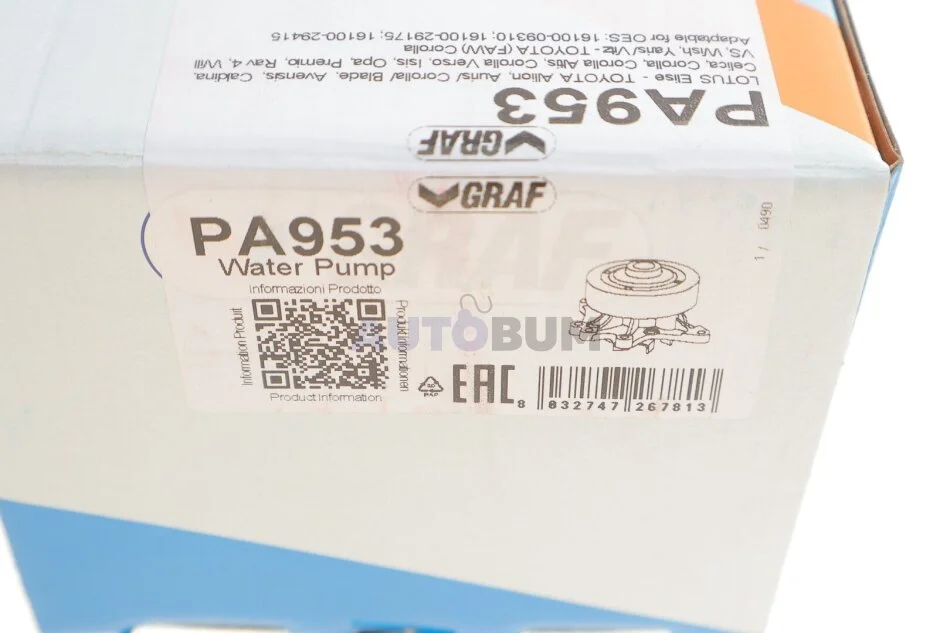 PA953
LOTUS Elise - TOYOTA Allion, Auris/ Corolla/ Blade, Avensis, Caldina,
Celica, Corolla, Corolla Altis, Corolla Verso, Isis, Opa, Premio, Rav 4, Will
VS, Wish, Yaris/Vitz - TOYOTA (FAW) Corolla
Adaptable for OES: 16100-09310; 16100-29175; 16100-29415
GRAF
GRAF
PA953
Water Pump
Informazioni Prodotto
Information Produit
Produktinformationen
Product Information
PAP
EAC
8 032747 267813
1 / 0490
AUTOBUM